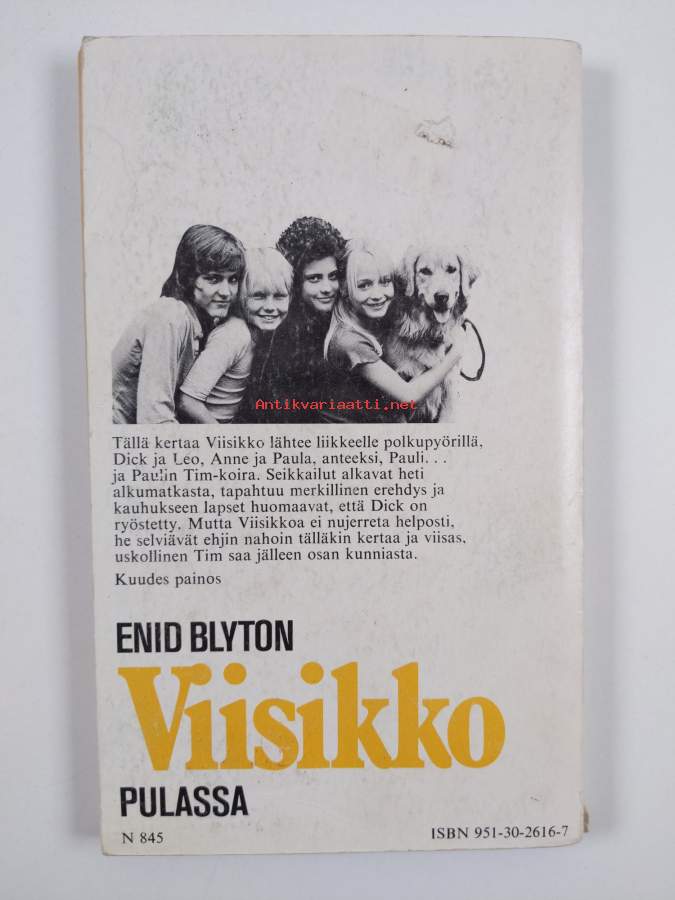 Antikvariaatti.net
Tällä kertaa Viisikko lähtee liikkeelle polkupyörillä,
Dick ja Leo, Anne ja Paula, anteeksi, Pauli. . .
ja Paulin Tim-koira. Seikkailut alkavat heti
alkumatkasta, tapahtuu merkillinen erehdys ja
kauhukseen lapset huomaavat, että Dick on
ryöstetty. Mutta Viisikkoa ei nujerreta helposti,
he selviävät ehjin nahoin tälläkin kertaa ja viisas,
uskollinen Tim saa jälleen osan kunniasta.
Kuudes painos
ENID BLYTON
Viisikko
PULASSA
N 845 ISBN 951-30-2616-7